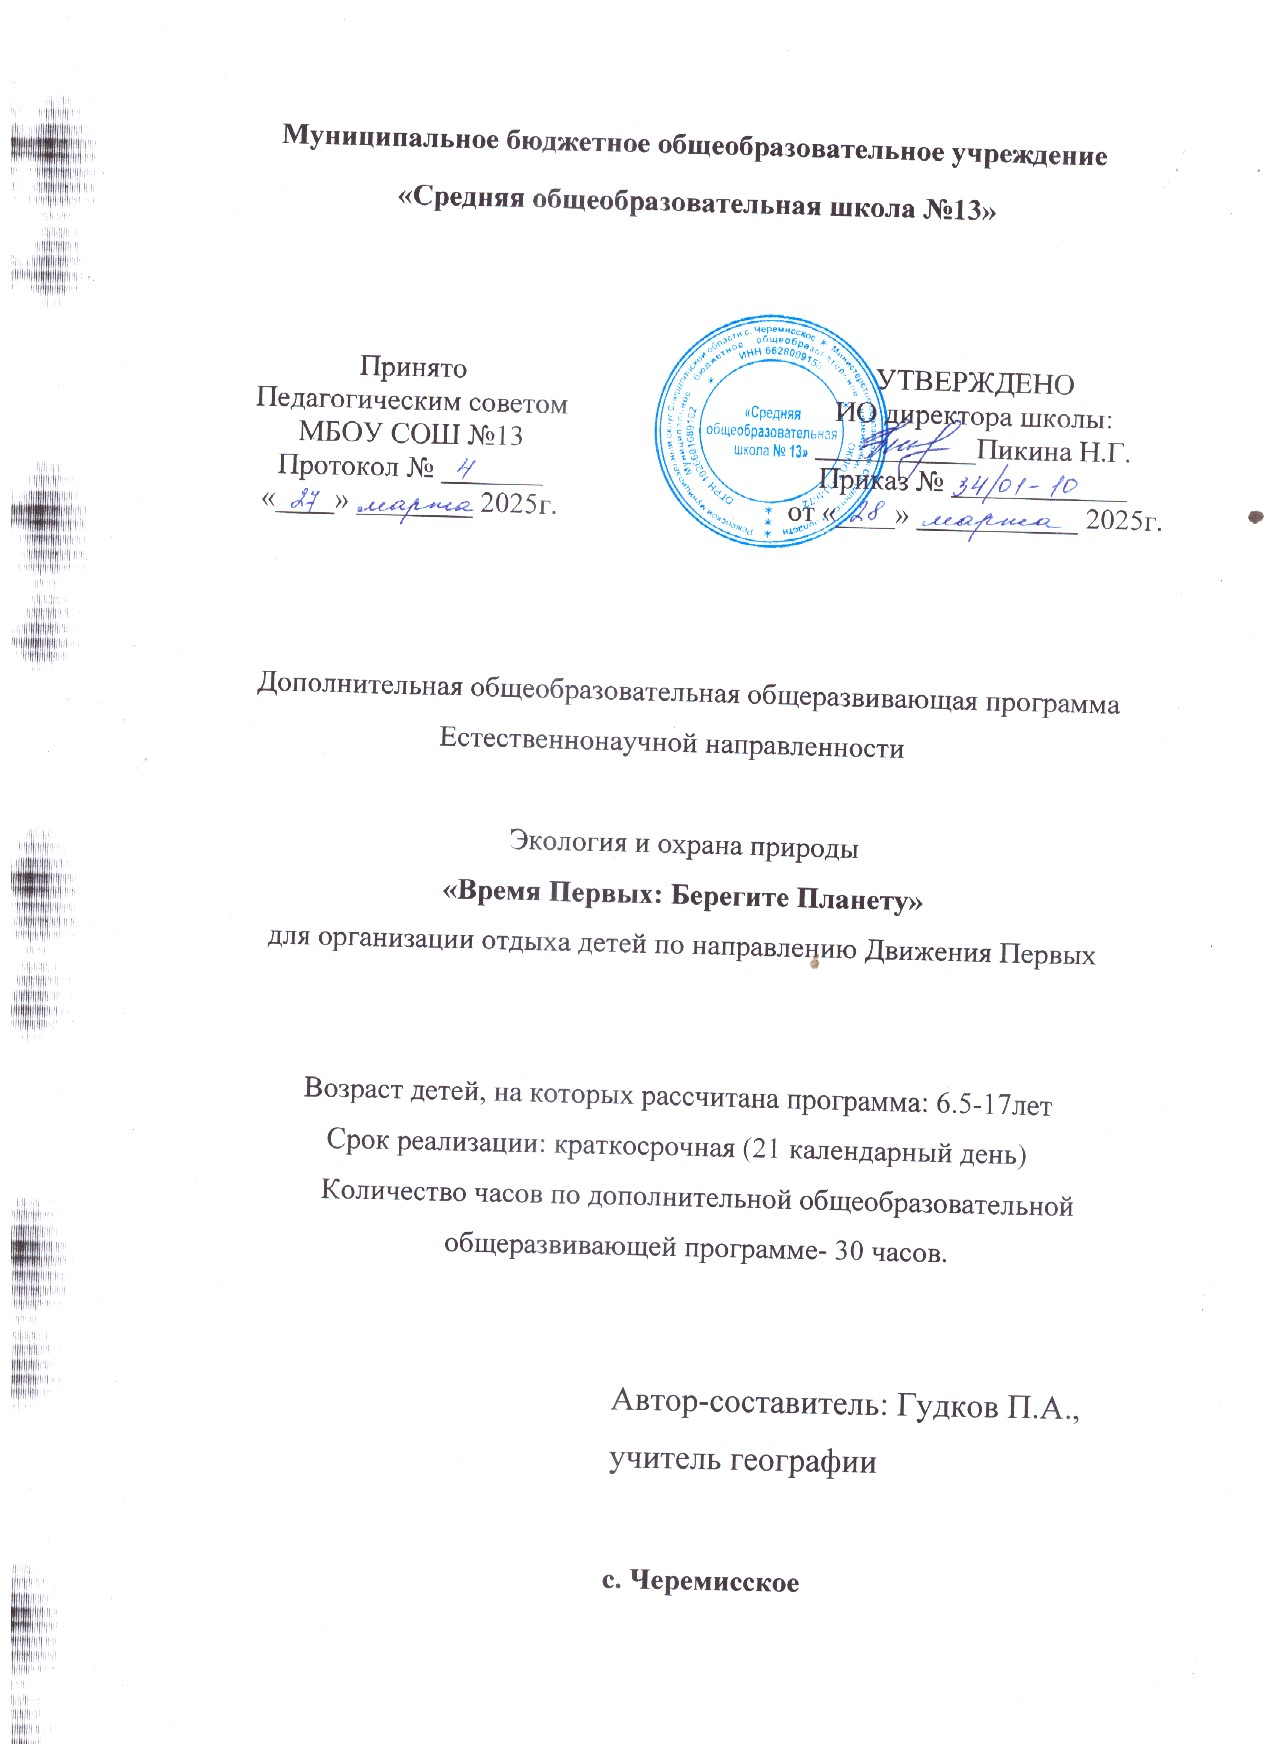 Муниципальное бюджетное общеобразовательное учреждение
«Средняя общеобразовательная школа №13»
Принято
Педагогическим советом
МБОУ СОШ №13
Протокол № 4
«27» марта 2025г.
«Средняя
общеобразовательная
школа № 13»
УТВЕРЖДЕНО
ИО директора школы:
Пикина Н.Г.
Приказ № 34/01-10
от «28» марта 2025г.
Дополнительная общеобразовательная общеразвивающая программа
Естественнонаучной направленности
Экология и охрана природы
«Время Первых: Берегите Планету»
для организации отдыха детей по направлению Движения Первых
Возраст детей, на которых рассчитана программа: 6.5-17лет
Срок реализации: краткосрочная (21 календарный день)
Количество часов по дополнительной общеобразовательной
общеразвивающей программе- 30 часов.
Автор-составитель: Гудков П.А.,
учитель географии
с. Черемисское